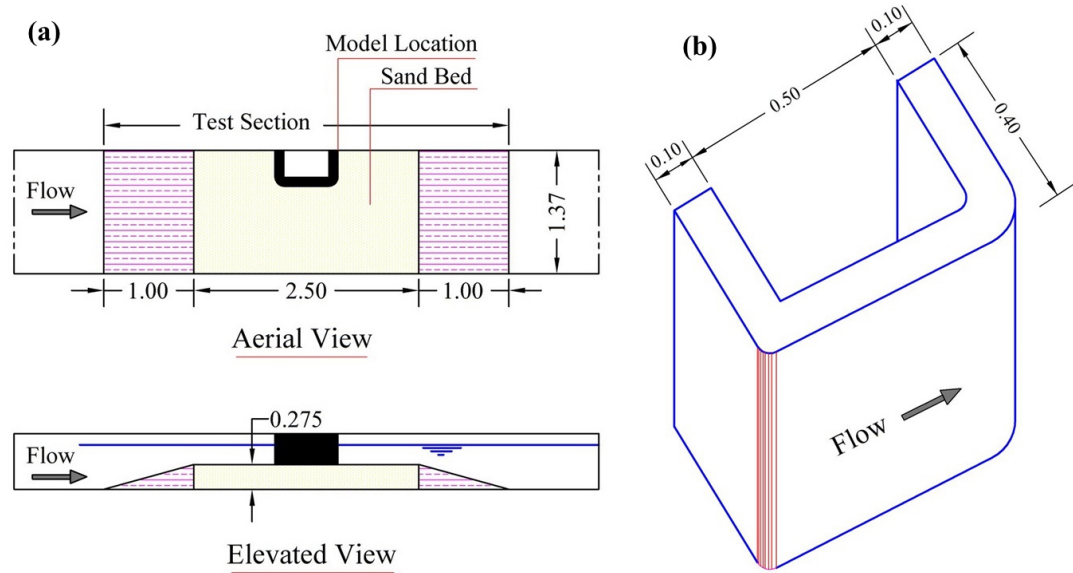 (a)
Model Location
Sand Bed
Test Section
Flow
1.37
1.00
2.50
1.00
Aerial View
0.275
Flow
Elevated View
(b)
0.10
0.50
0.10
0.40
Flow